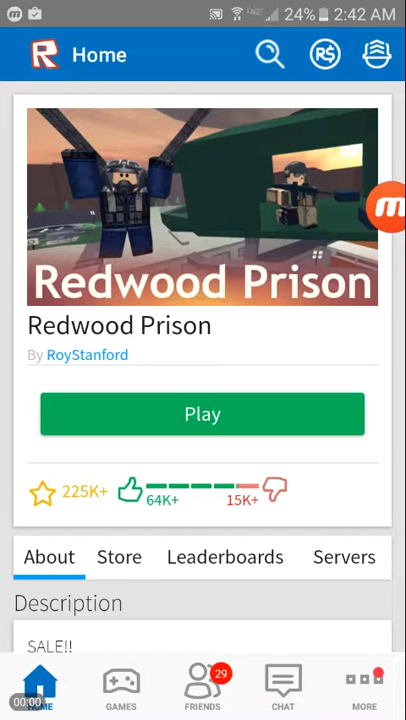 24% 2:42 AM
Home
R$
Redwood Prison
Redwood Prison
By RoyStanford
Play
225K+
64K+
15K+
About Store Leaderboards Servers
Description
SALE!!
00:00
HOME
GAMES
29
FRIENDS
CHAT
MORE